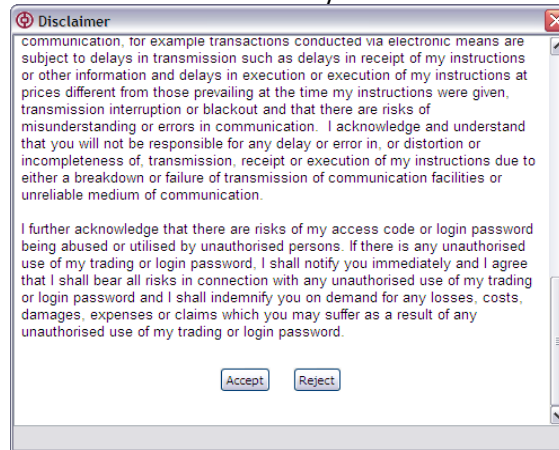 Disclaimer
communication, for example transactions conducted via electronic means are
subject to delays in transmission such as delays in receipt of my instructions
or other information and delays in execution or execution of my instructions at
prices different from those prevailing at the time my instructions were given,
transmission interruption or blackout and that there are risks of
misunderstanding or errors in communication.  I acknowledge and understand
that you will not be responsible for any delay or error in, or distortion or
incompleteness of, transmission, receipt or execution of my instructions due to
either a breakdown or failure of transmission of communication facilities or
unreliable medium of communication.
I further acknowledge that there are risks of my access code or login password
being abused or utilised by unauthorised persons. If there is any unauthorised
use of my trading or login password, I shall notify you immediately and I agree
that I shall bear all risks in connection with any unauthorised use of my trading
or login password and I shall indemnify you on demand for any losses, costs,
damages, expenses or claims which you may suffer as a result of any
unauthorised use of my trading or login password.
Accept Reject